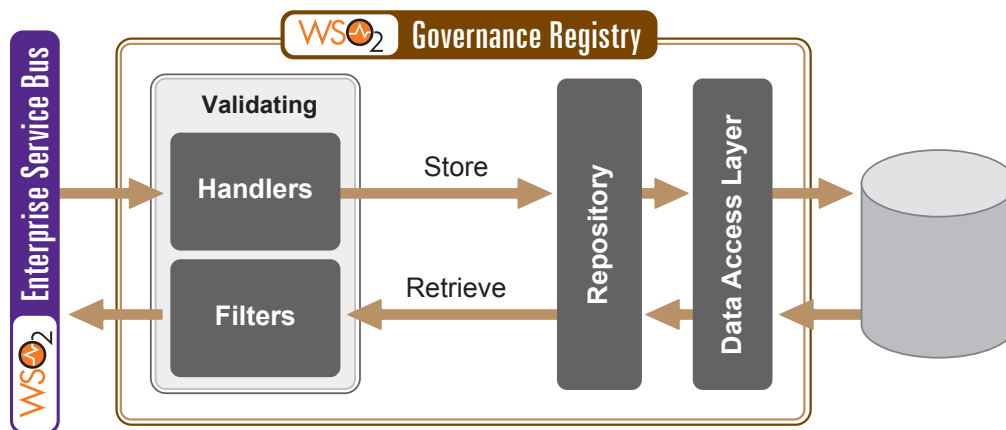 WSO2 Governance Registry
WSO2 Enterprise Service Bus
Validating
Handlers
Filters
Store
Retrieve
Repository
Data Access Layer